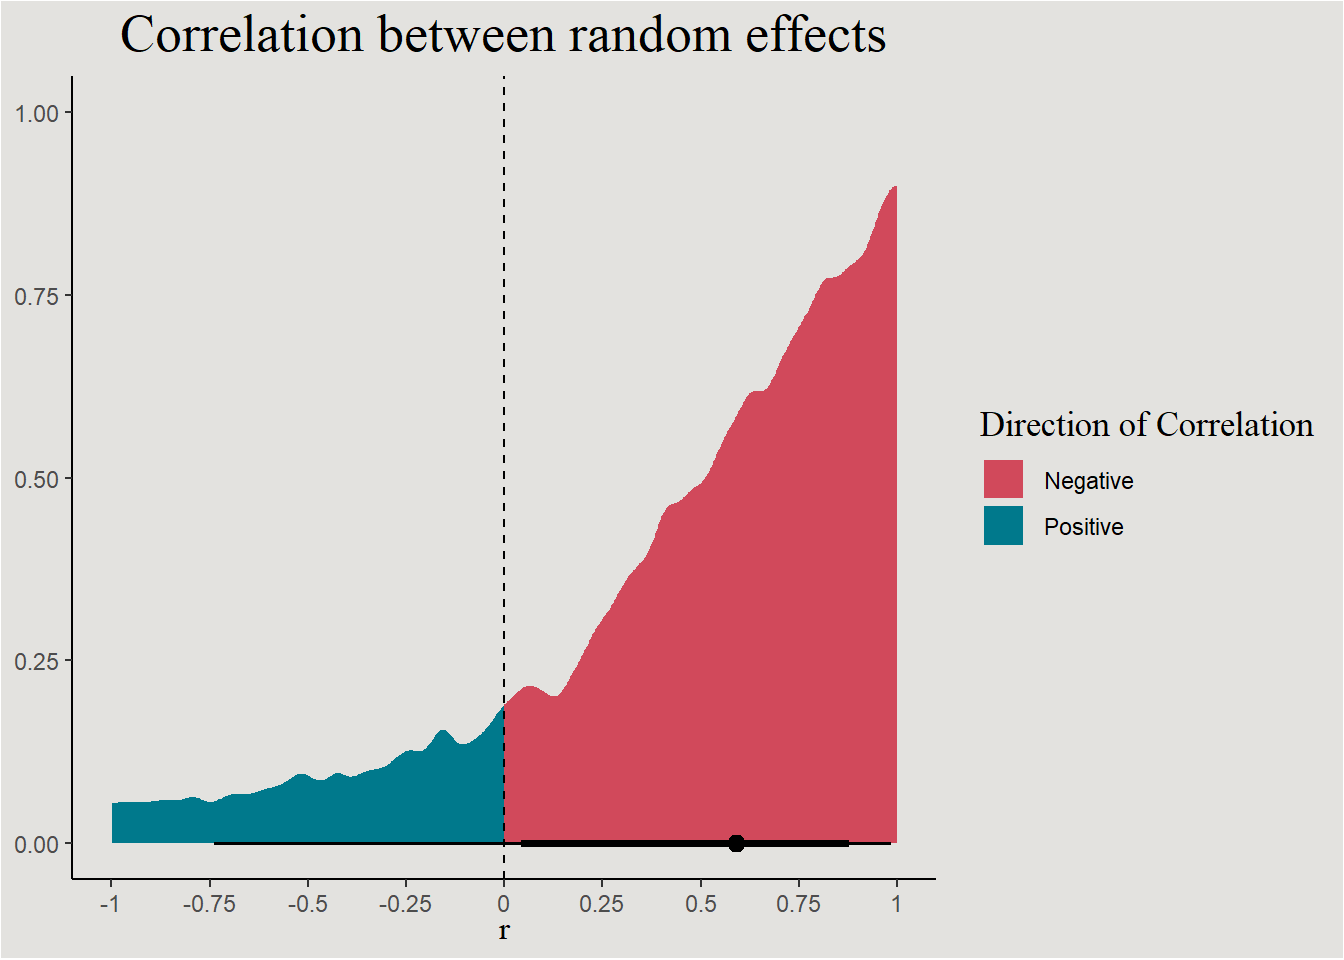 Correlation between random effects
1.00
0.75
0.50
0.25
0.00
-1 -0.75 -0.5 -0.25 0 0.25 0.5 0.75 1
r
Direction of Correlation
Negative
Positive